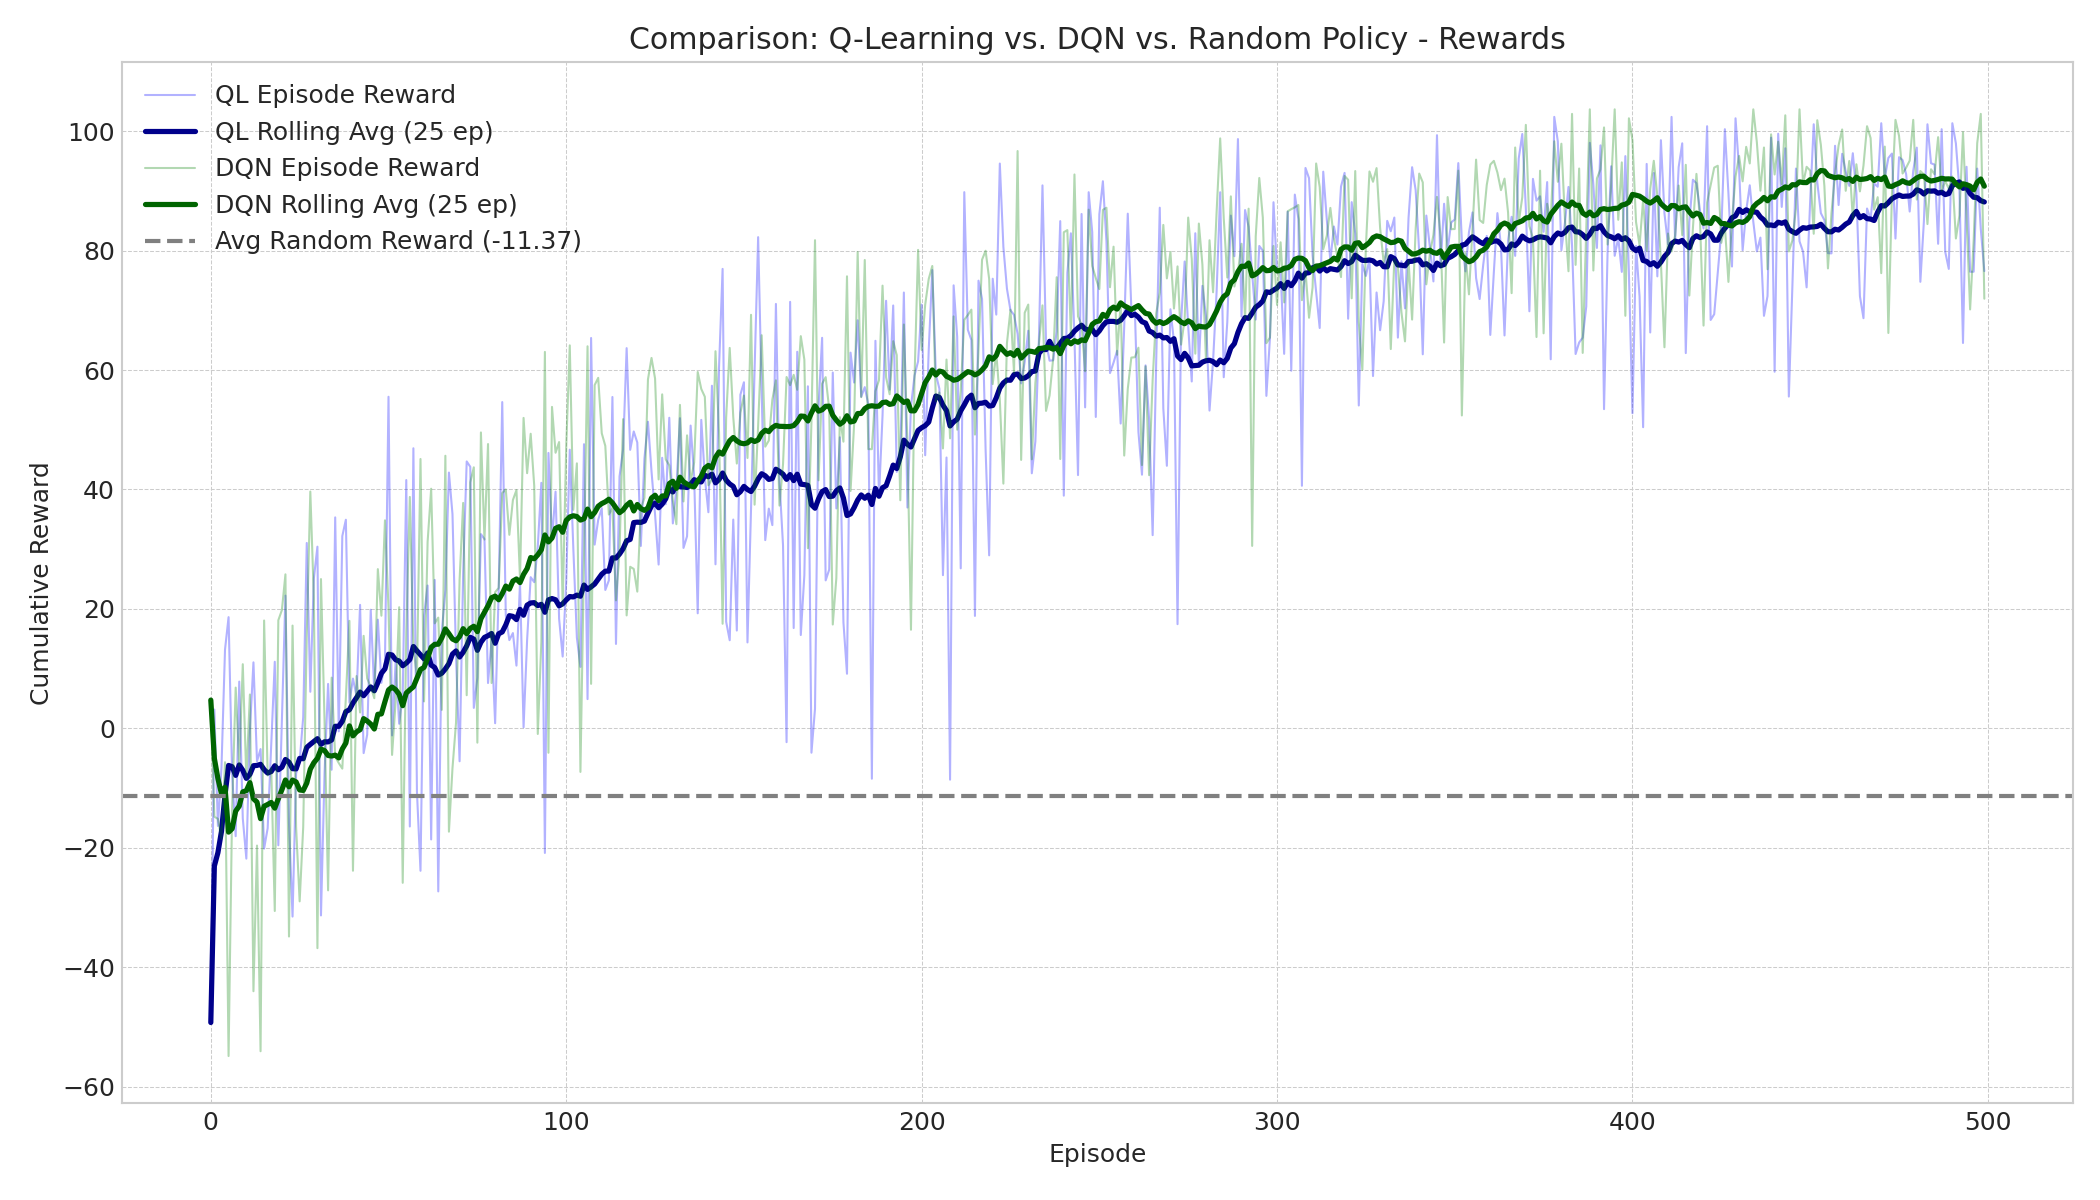 Comparison: Q-Learning vs. DQN vs. Random Policy - Rewards
QL Episode Reward
QL Rolling Avg (25 ep)
DQN Episode Reward
DQN Rolling Avg (25 ep)
Avg Random Reward (-11.37)
Cumulative Reward
100
80
60
40
20
0
−20
−40
−60
0 100 200 300 400 500
Episode